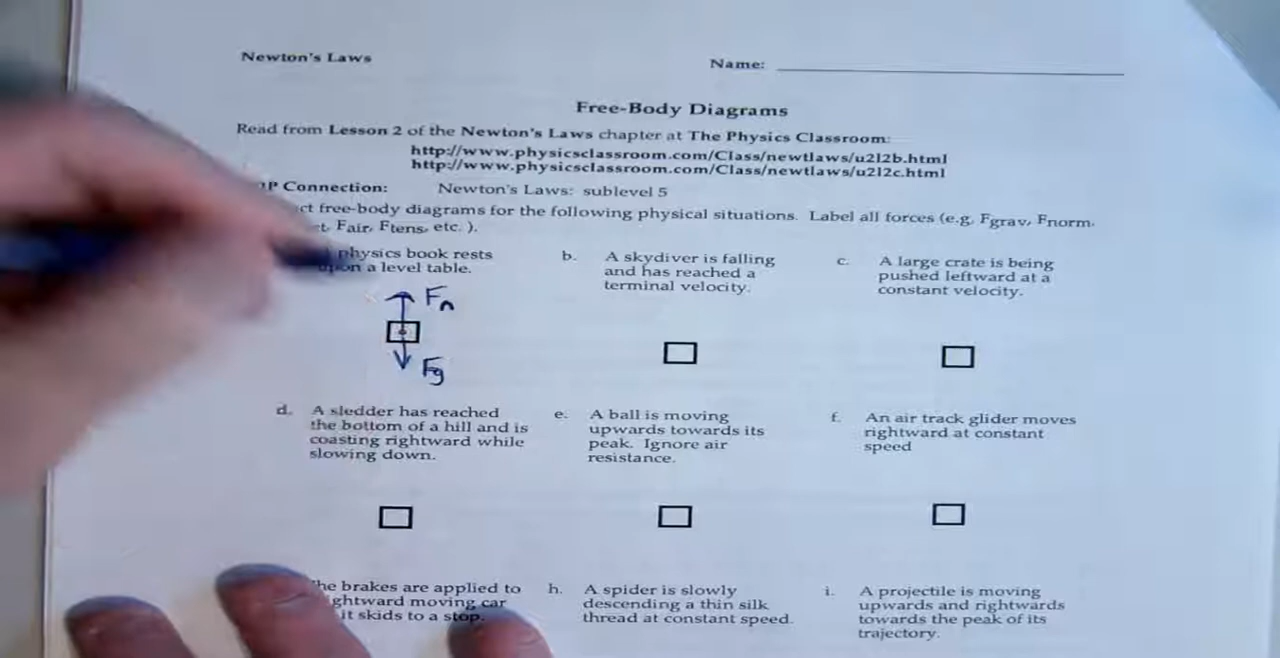 Newton's Laws
Name:
Free-Body Diagrams
Read from Lesson 2 of the Newton's Laws chapter at The Physics Classroom:
http://www.physicsclassroom.com/Class/newtlaws/u2l2b.html
http://www.physicsclassroom.com/Class/newtlaws/u2l2c.html
Connection: Newton's Laws: sublevel 5
free-body diagrams for the following physical situations. Label all forces (e.g, Fgrav, Fnorm,
Fair, Ftens, etc. ).
physics book rests
upon a level table.
Fn
Fg
b. A skydiver is falling
and has reached a
terminal velocity.
c. A large crate is being
pushed leftward at a
constant velocity.
d. A sledder has reached
the bottom of a hill and is
coasting rightward while
slowing down.
e. A ball is moving
upwards towards its
peak. Ignore air
resistance.
f. An air track glider moves
rightward at constant
speed
brakes are applied to
moving car
it skids to a stop.
h. A spider is slowly
descending a thin silk
thread at constant speed.
i. A projectile is moving
upwards and rightwards
towards the peak of its
trajectory.